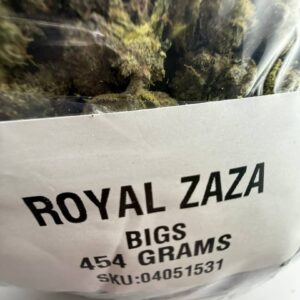 ROYAL ZAZA
BIGS
454 GRAMS
SKU:04051531